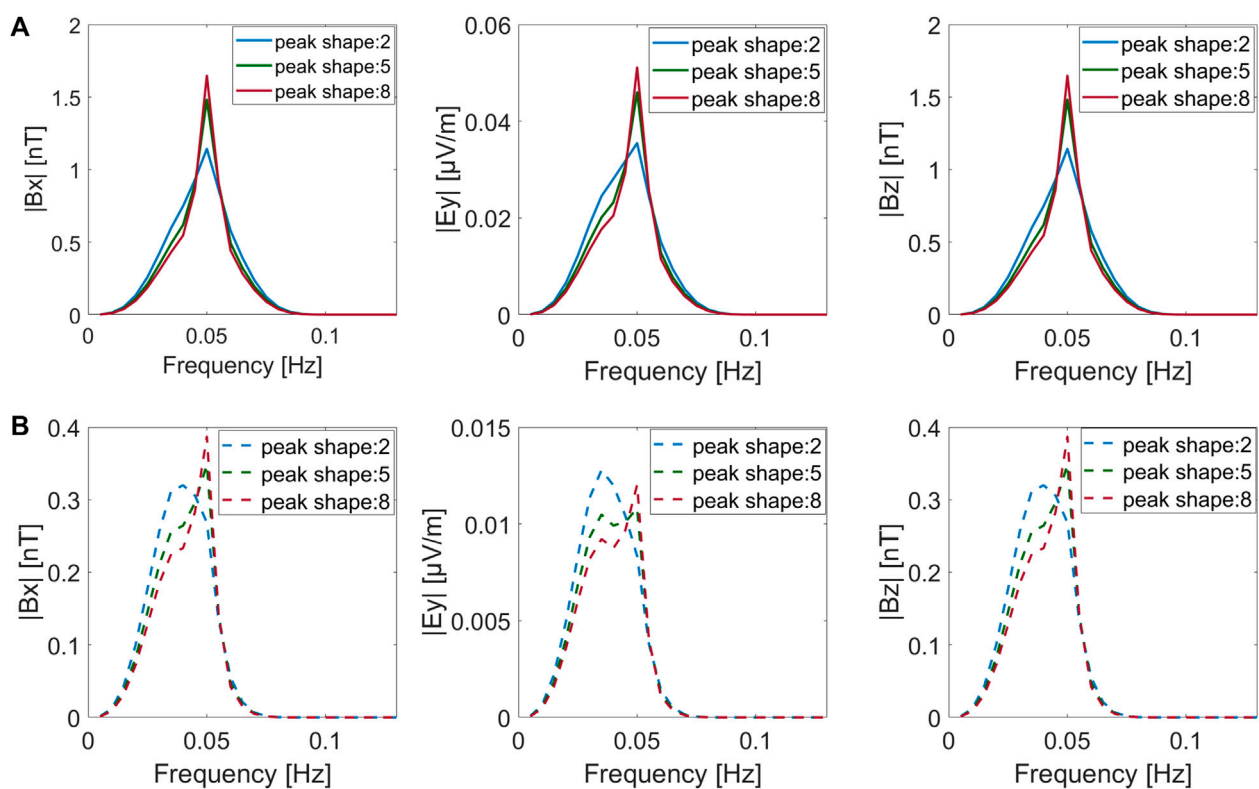 A
|Bx| [nT]
2
1.5
1
0.5
0
peak shape:2
peak shape:5
peak shape:8
0
0.05
0.1
Frequency [Hz]
|Ey| [µV/m]
0.06
0.04
0.02
0
peak shape:2
peak shape:5
peak shape:8
0
0.05
0.1
Frequency [Hz]
|Bz| [nT]
2
1.5
1
0.5
0
peak shape:2
peak shape:5
peak shape:8
0
0.05
0.1
Frequency [Hz]
B
|Bx| [nT]
0.4
0.3
0.2
0.1
0
peak shape:2
peak shape:5
peak shape:8
0
0.05
0.1
Frequency [Hz]
|Ey| [µV/m]
0.015
0.01
0.005
0
peak shape:2
peak shape:5
peak shape:8
0
0.05
0.1
Frequency [Hz]
|Bz| [nT]
0.4
0.3
0.2
0.1
0
peak shape:2
peak shape:5
peak shape:8
0
0.05
0.1
Frequency [Hz]